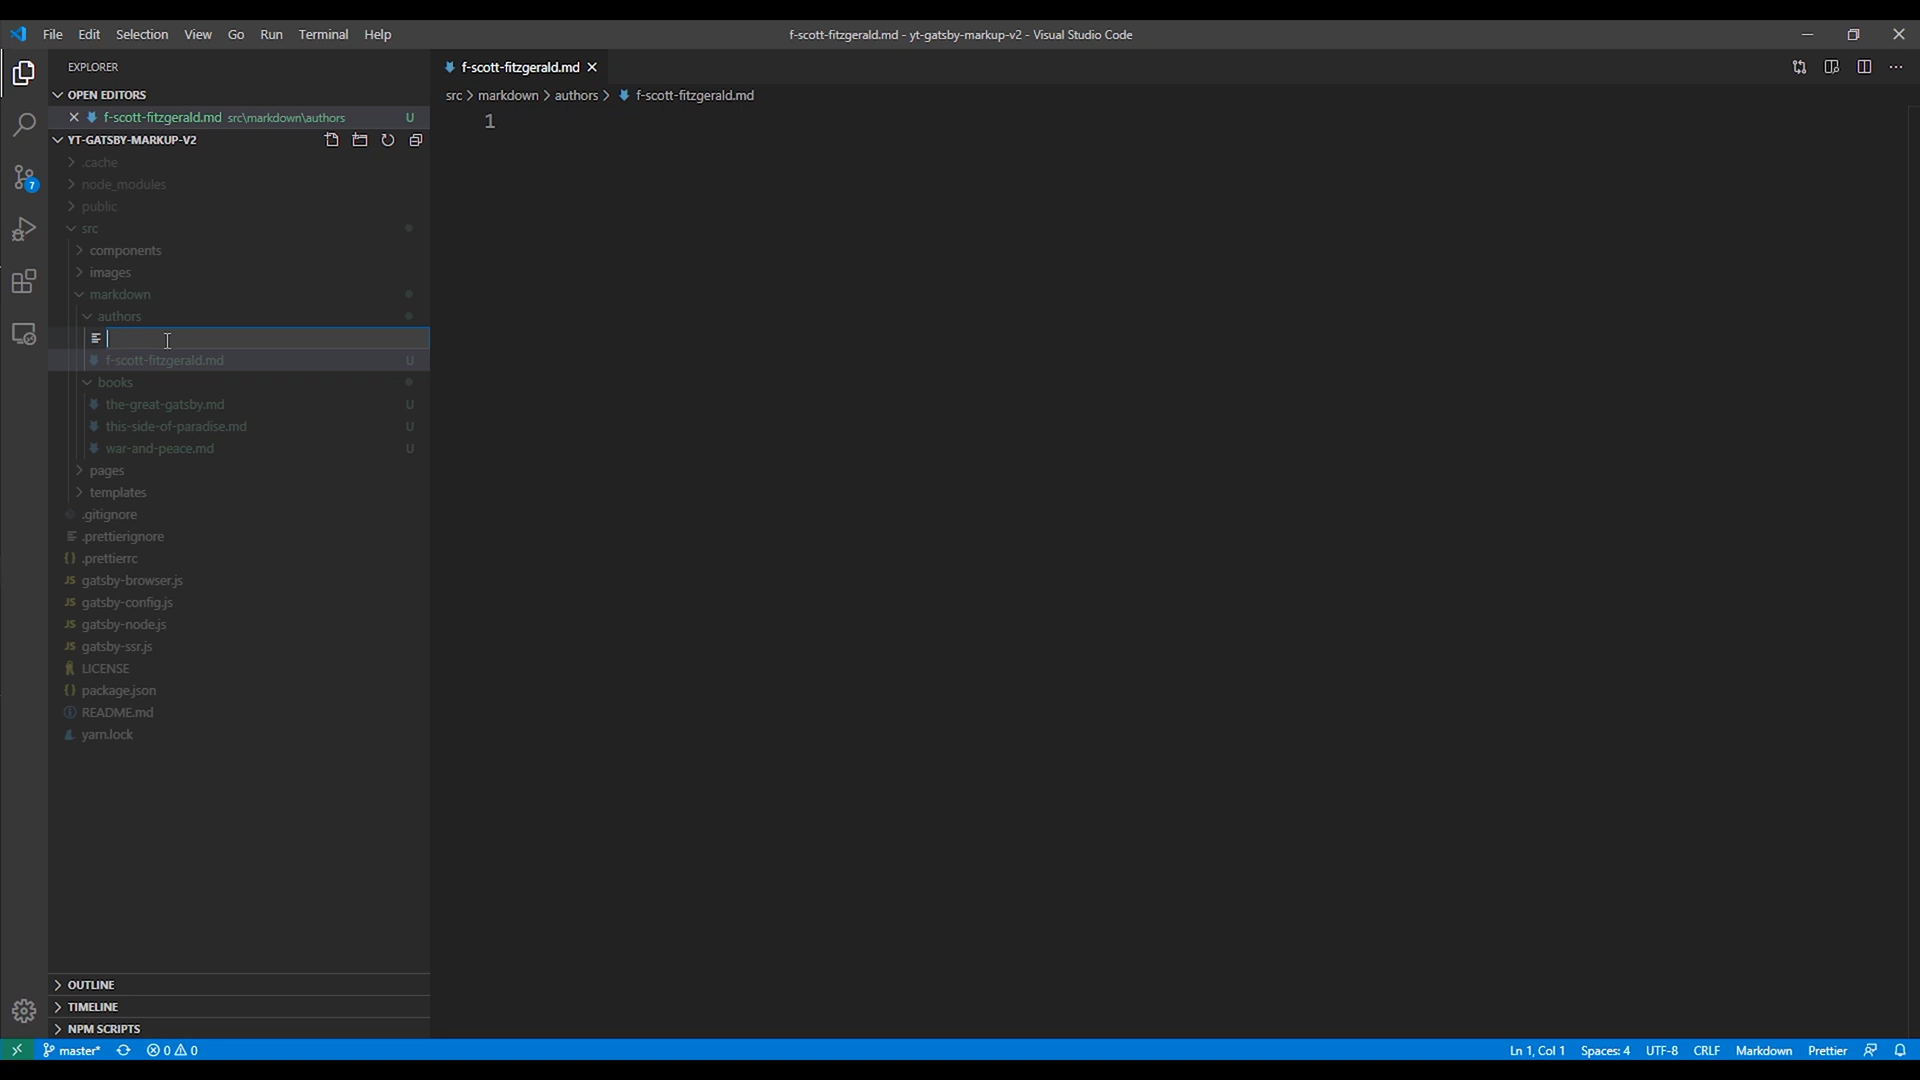 File Edit Selection View Go Run Terminal Help f-scott-fitzgerald.md - yt-gatsby-markup-v2 - Visual Studio Code
EXPLORER
f-scott-fitzgerald.md
OPEN EDITORS
f-scott-fitzgerald.md src\markdown\authors U
src > markdown > authors > f-scott-fitzgerald.md
1
YT-GATSBY-MARKUP-V2
.cache
node_modules
7
public
src
components
images
markdown
authors
f-scott-fitzgerald.md U
books
the-great-gatsby.md U
this-side-of-paradise.md U
war-and-peace.md U
pages
templates
.gitignore
.prettierignore
{} .prettierrc
JS gatsby-browser.js
JS gatsby-config.js
JS gatsby-node.js
JS gatsby-ssr.js
LICENSE
{} package.json
README.md
yarn.lock
OUTLINE
TIMELINE
NPM SCRIPTS
master* 0 0 Ln 1, Col 1 Spaces: 4 UTF-8 CRLF Markdown Prettier